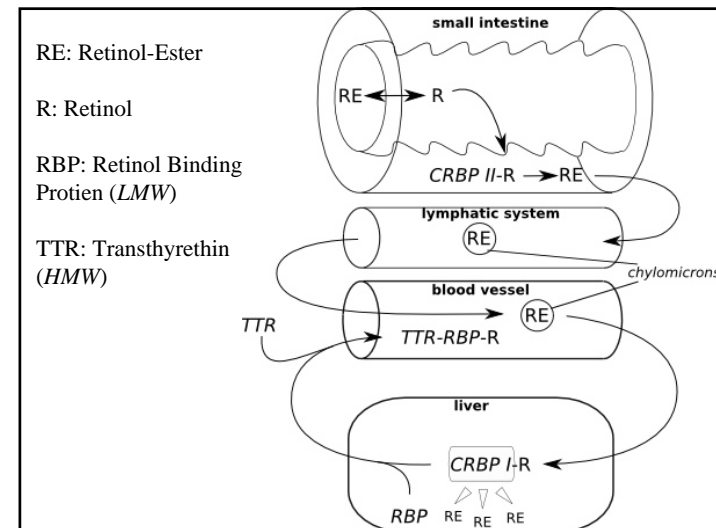 RE: Retinol-Ester
R: Retinol
RBP: Retinol Binding
Protien (LMW)
TTR: Transthyrethin
(HMW)
small intestine
RE
R
CRBP II-R
RE
lymphatic system
RE
chylomicrons
blood vessel
RE
TTR
TTR-RBP-R
liver
CRBP I-R
RBP
RE
RE
RE